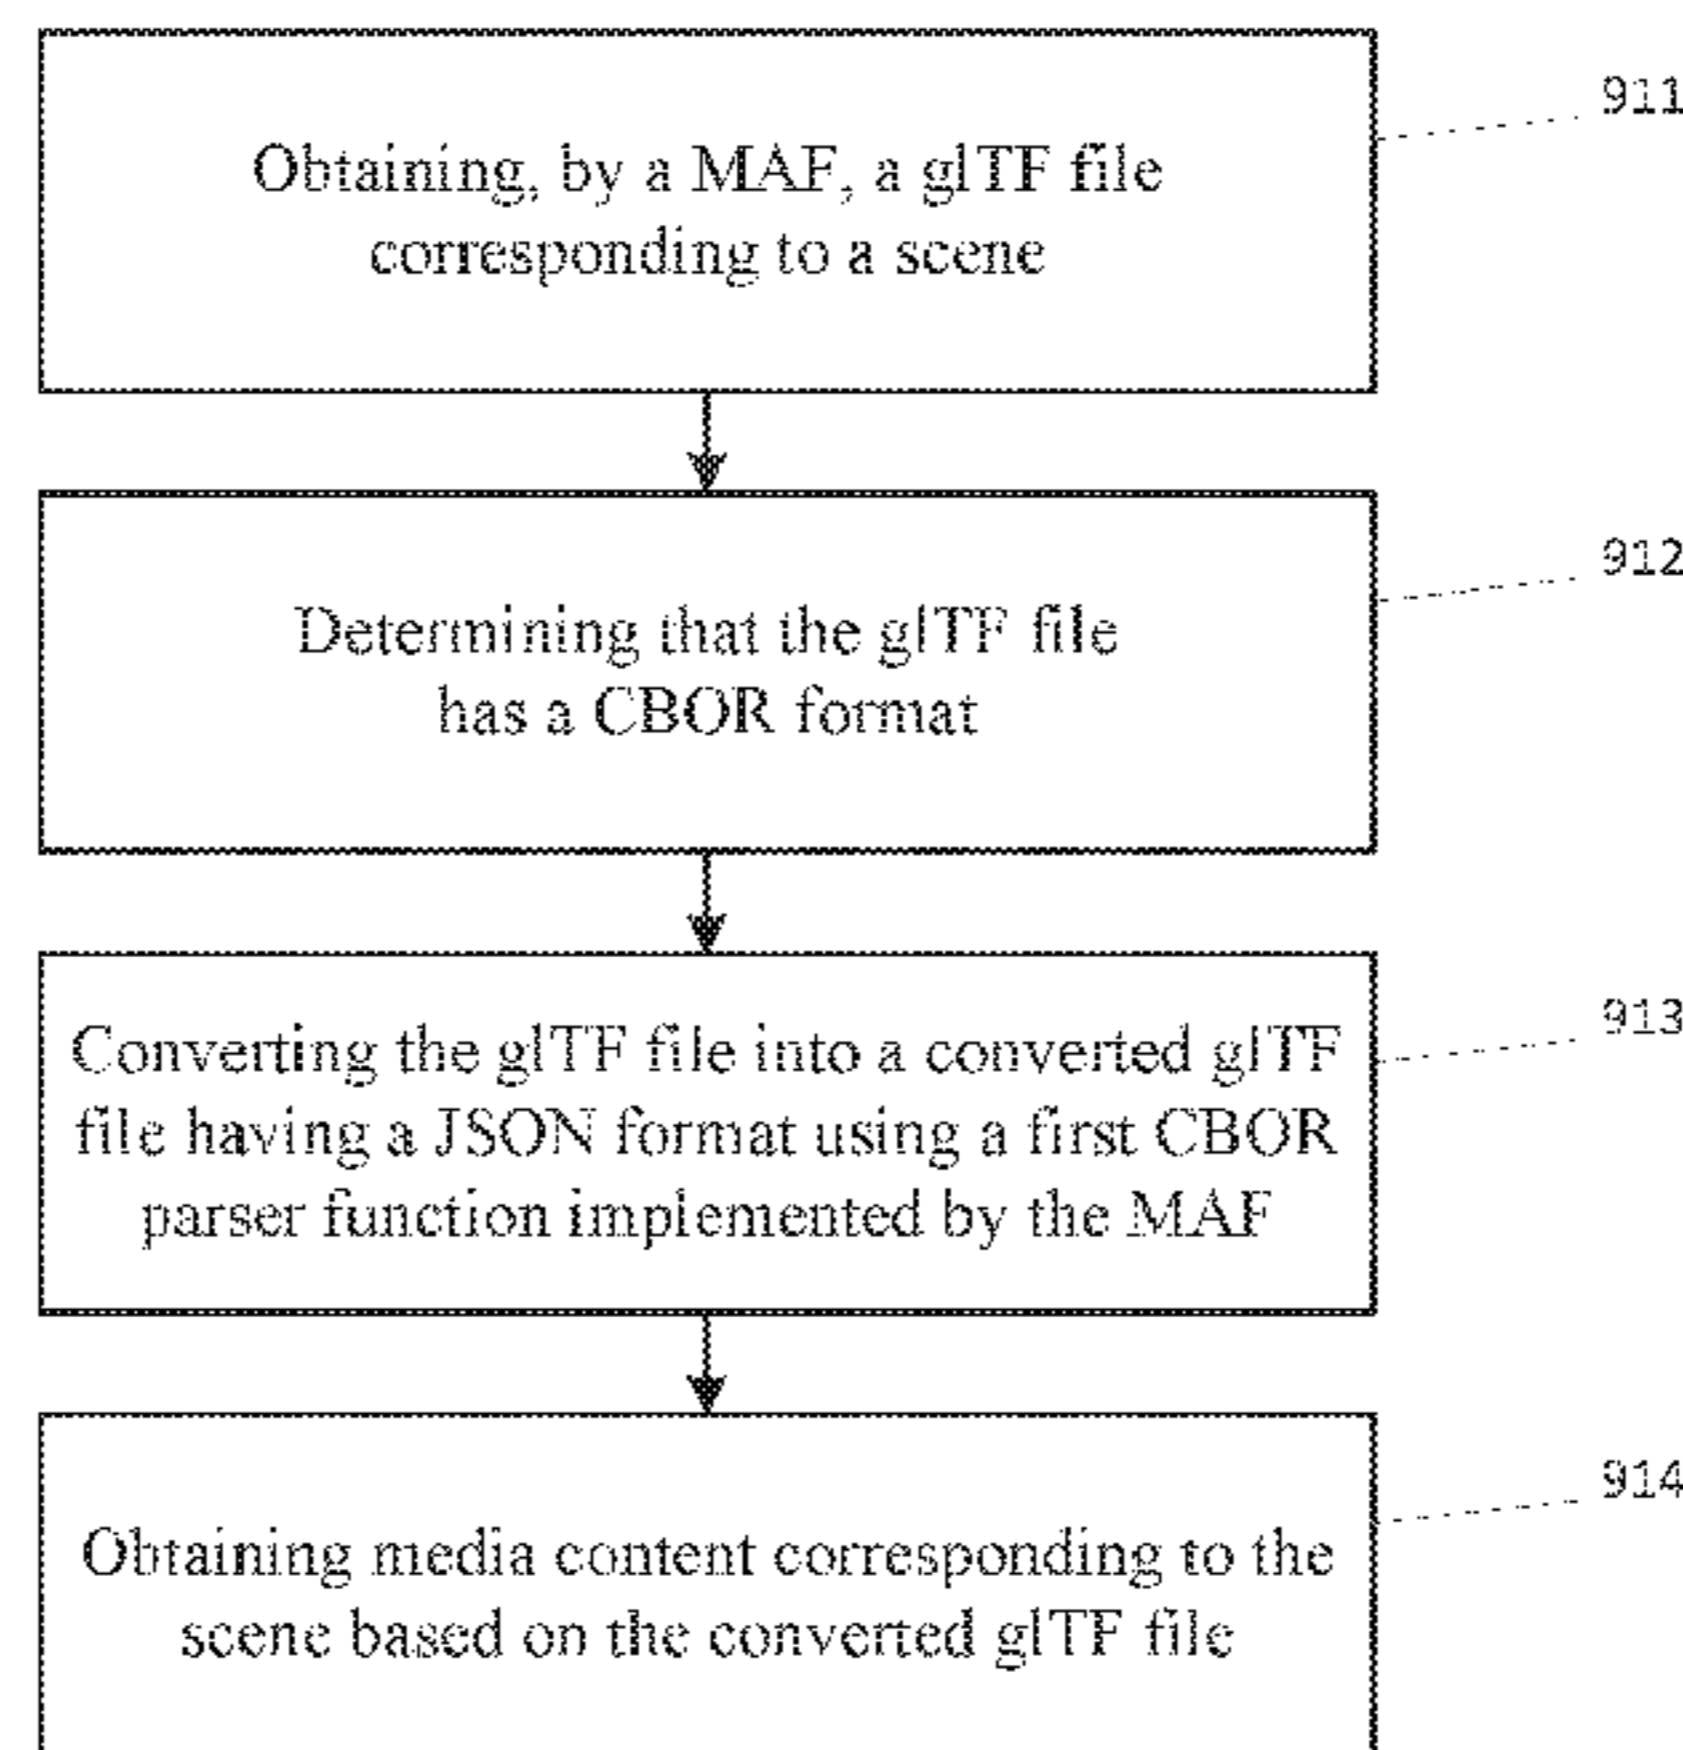 911
Obtaining, by a MAF, a glTF file
corresponding to a scene
912
Determining that the glTF file
has a CBOR format
913
Converting the glTF file into a converted glTF
file having a JSON format using a first CBOR
parser function implemented by the MAF
914
Obtaining media content corresponding to the
scene based on the converted glTF file